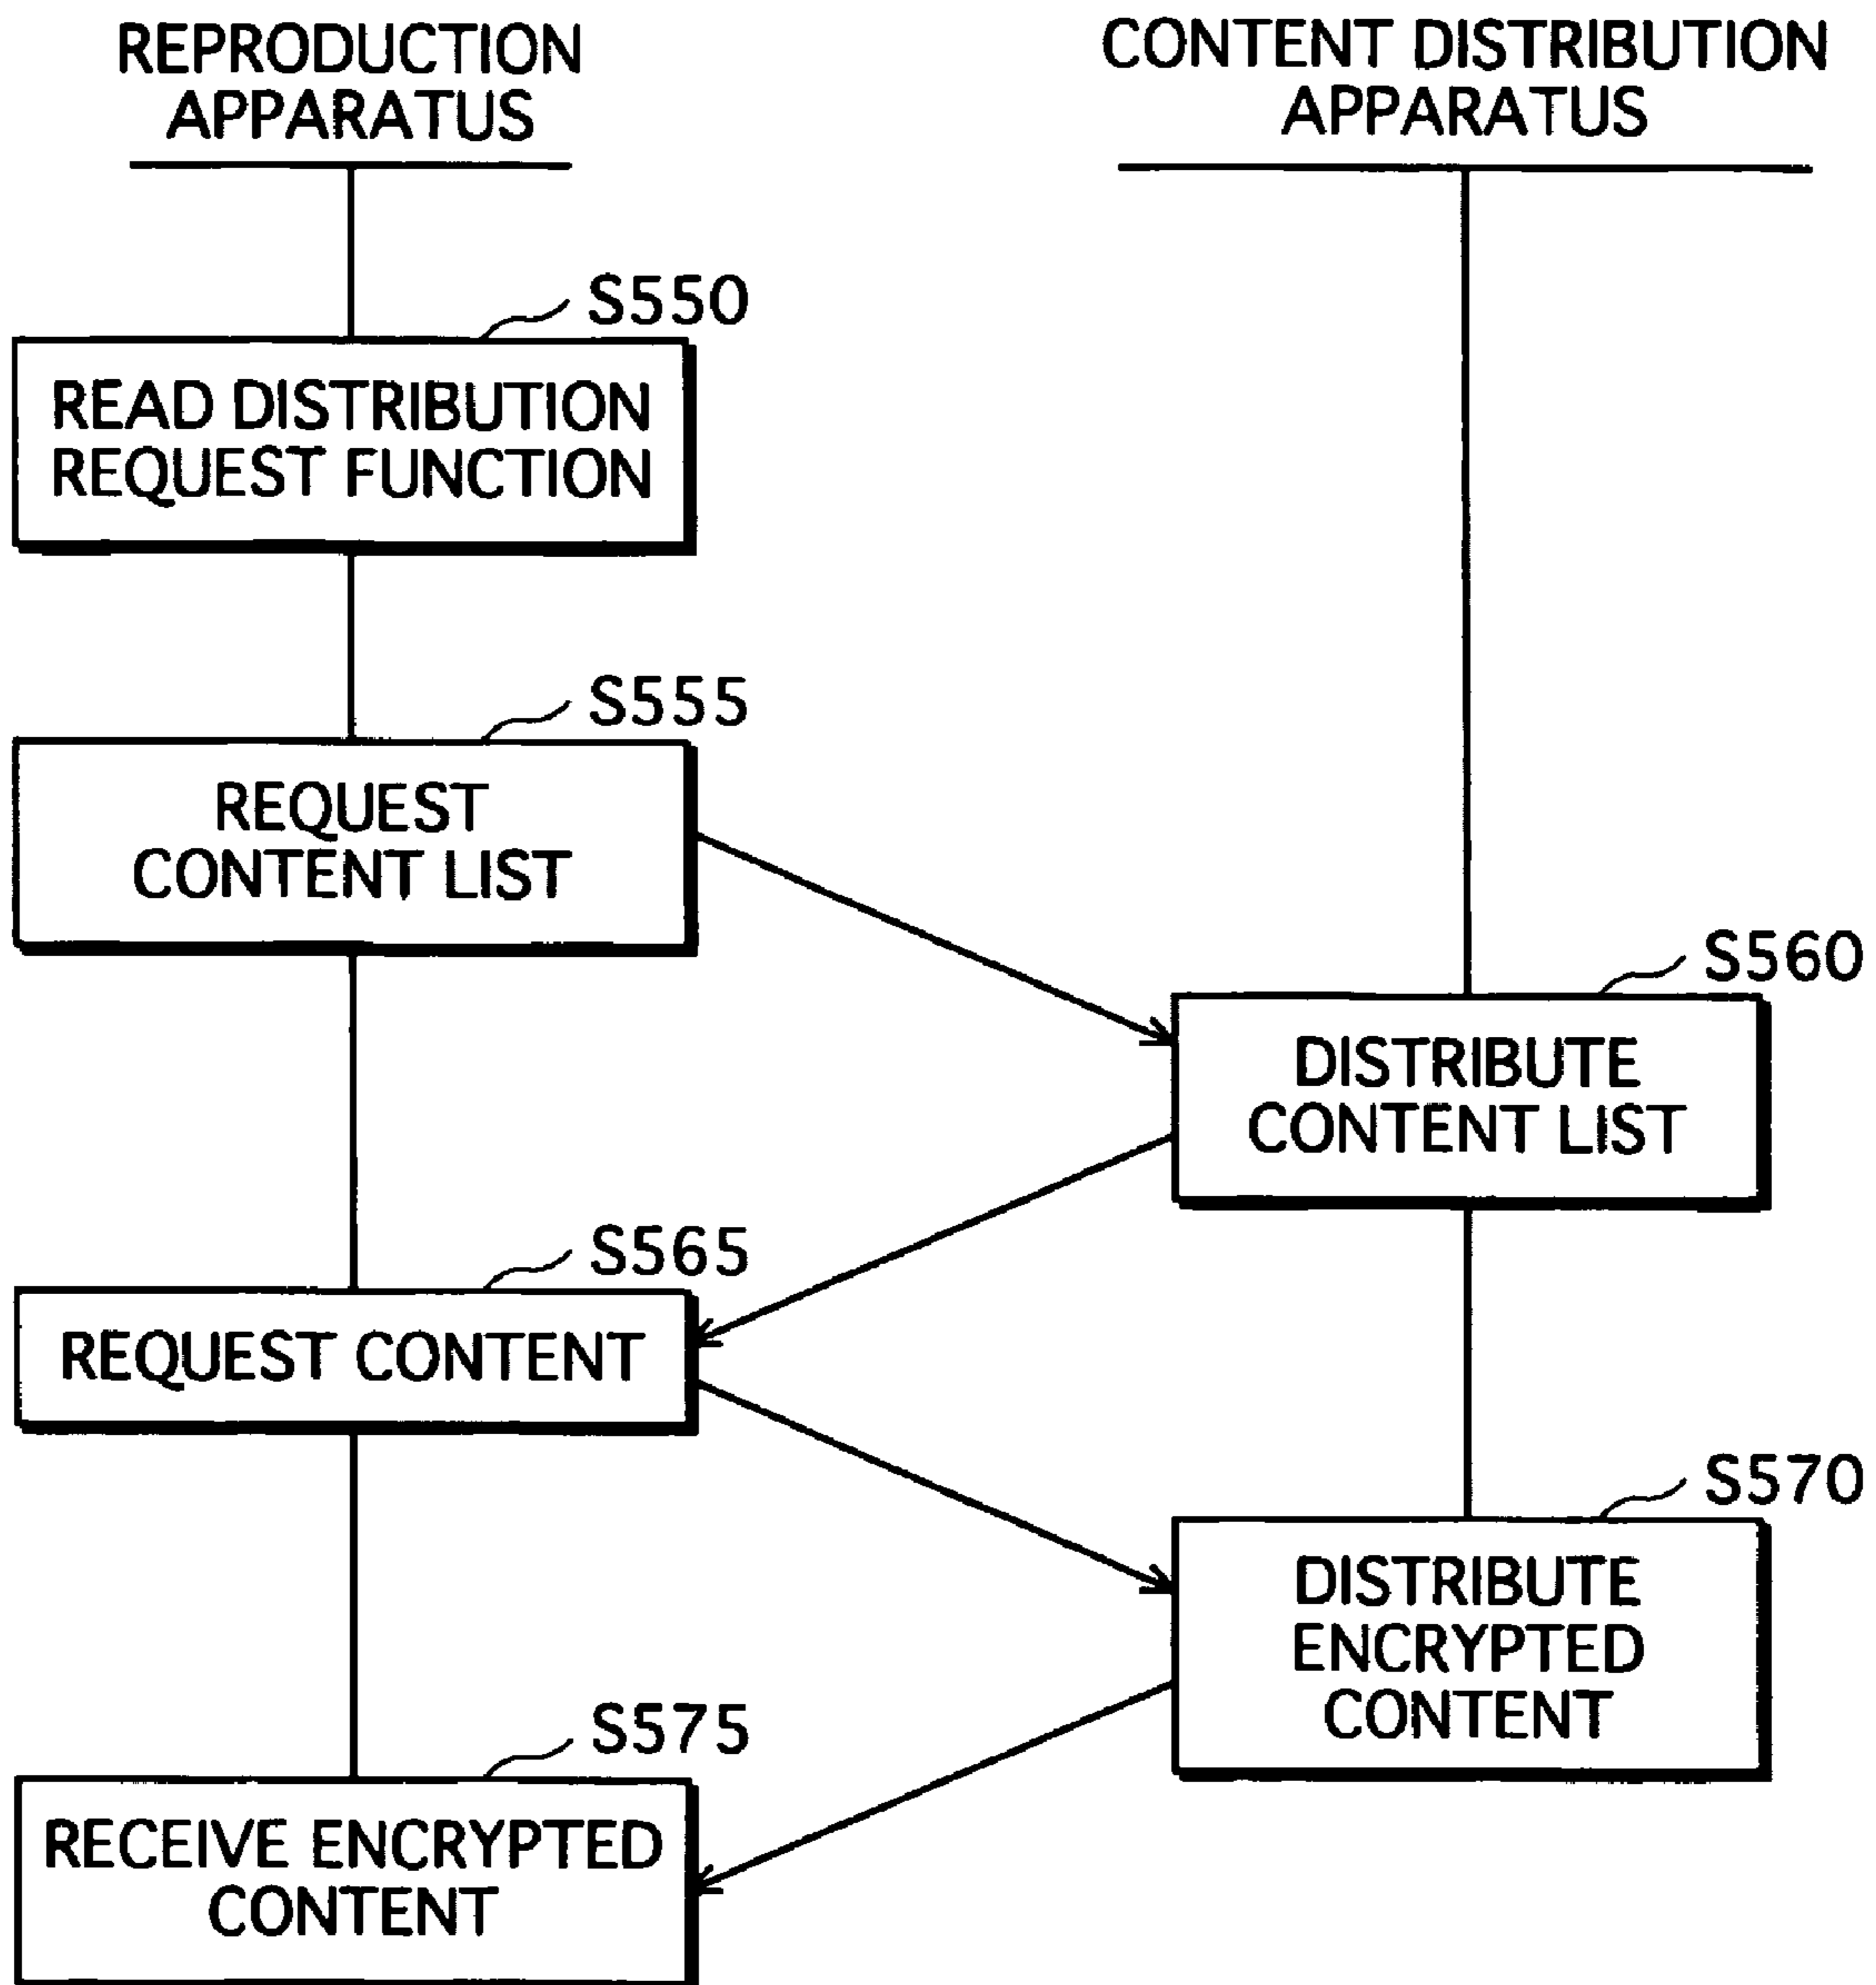 REPRODUCTION
APPARATUS
CONTENT DISTRIBUTION
APPARATUS
S550
READ DISTRIBUTION
REQUEST FUNCTION
S555
REQUEST
CONTENT LIST
S560
DISTRIBUTE
CONTENT LIST
S565
REQUEST CONTENT
S570
DISTRIBUTE
ENCRYPTED
CONTENT
S575
RECEIVE ENCRYPTED
CONTENT